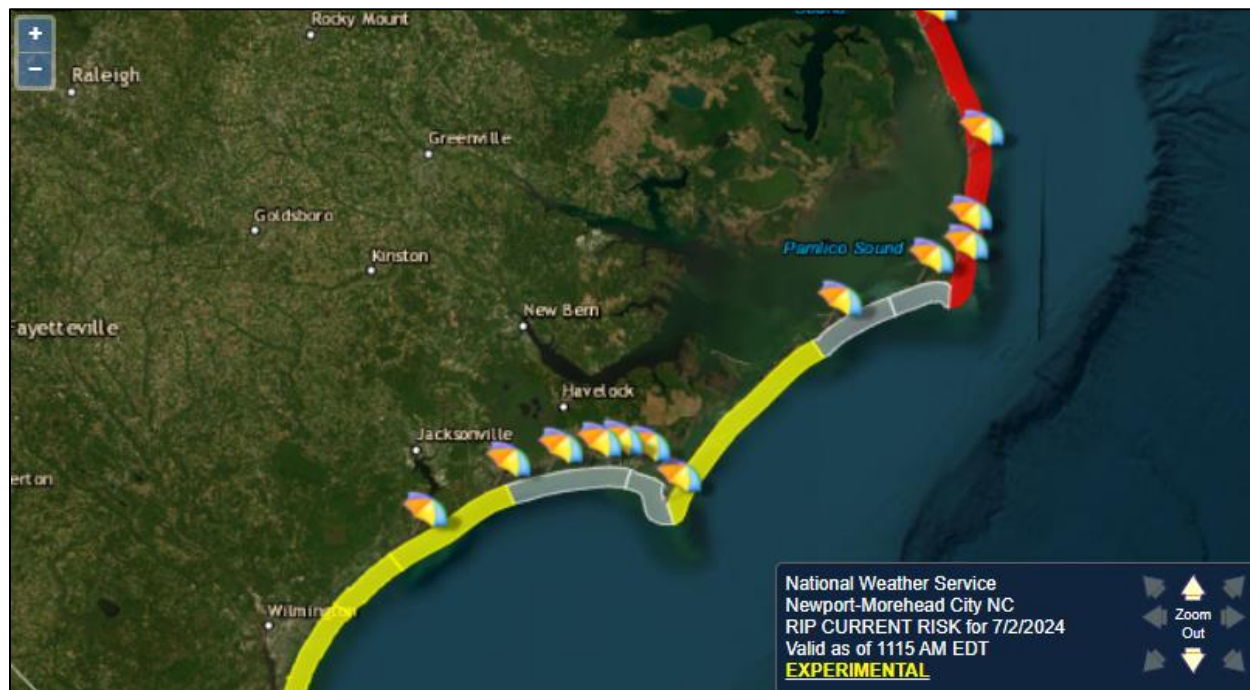 Sound
Rocky Mount
+
−
Raleigh
Greenville
Goldsboro
Pamlico Sound
Kinston
New Bern
ayetteville
Havelock
Jacksonville
erton
Wilmington
National Weather Service
Newport-Morehead City NC
RIP CURRENT RISK for 7/2/2024
Valid as of 1115 AM EDT
EXPERIMENTAL
Zoom
Out